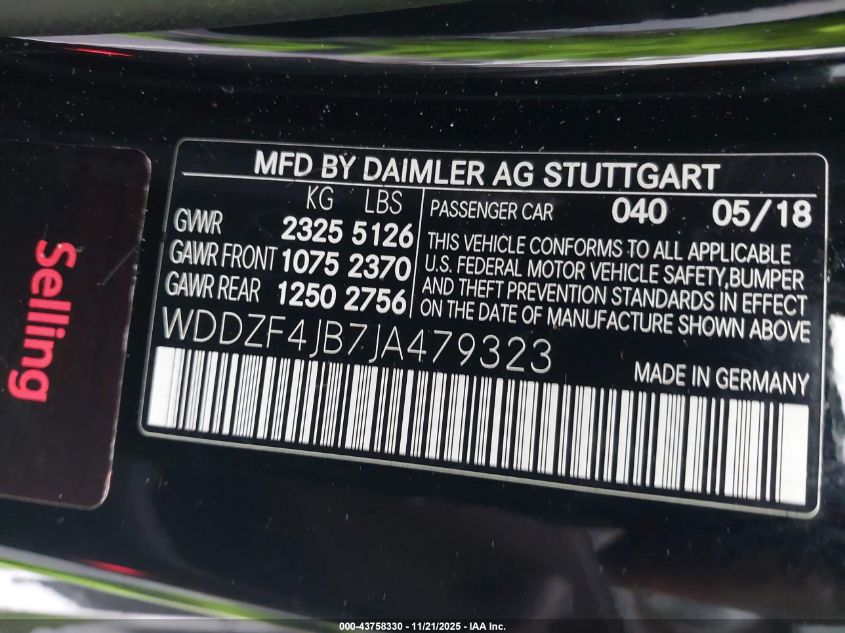 MFD BY DAIMLER AG STUTTGART
KG LBS
GVWR 2325 5126
GAWR FRONT 1075 2370
GAWR REAR 1250 2756
PASSENGER CAR 040 05/18
THIS VEHICLE CONFORMS TO ALL APPLICABLE
U.S. FEDERAL MOTOR VEHICLE SAFETY,BUMPER
AND THEFT PREVENTION STANDARDS IN EFFECT
ON THE DATE OF MANUFACTURE SHOWN ABOVE
WDDZF4JB7JA479323
MADE IN GERMANY
Selling
000-43758330 - 11/21/2025 - IAA Inc.